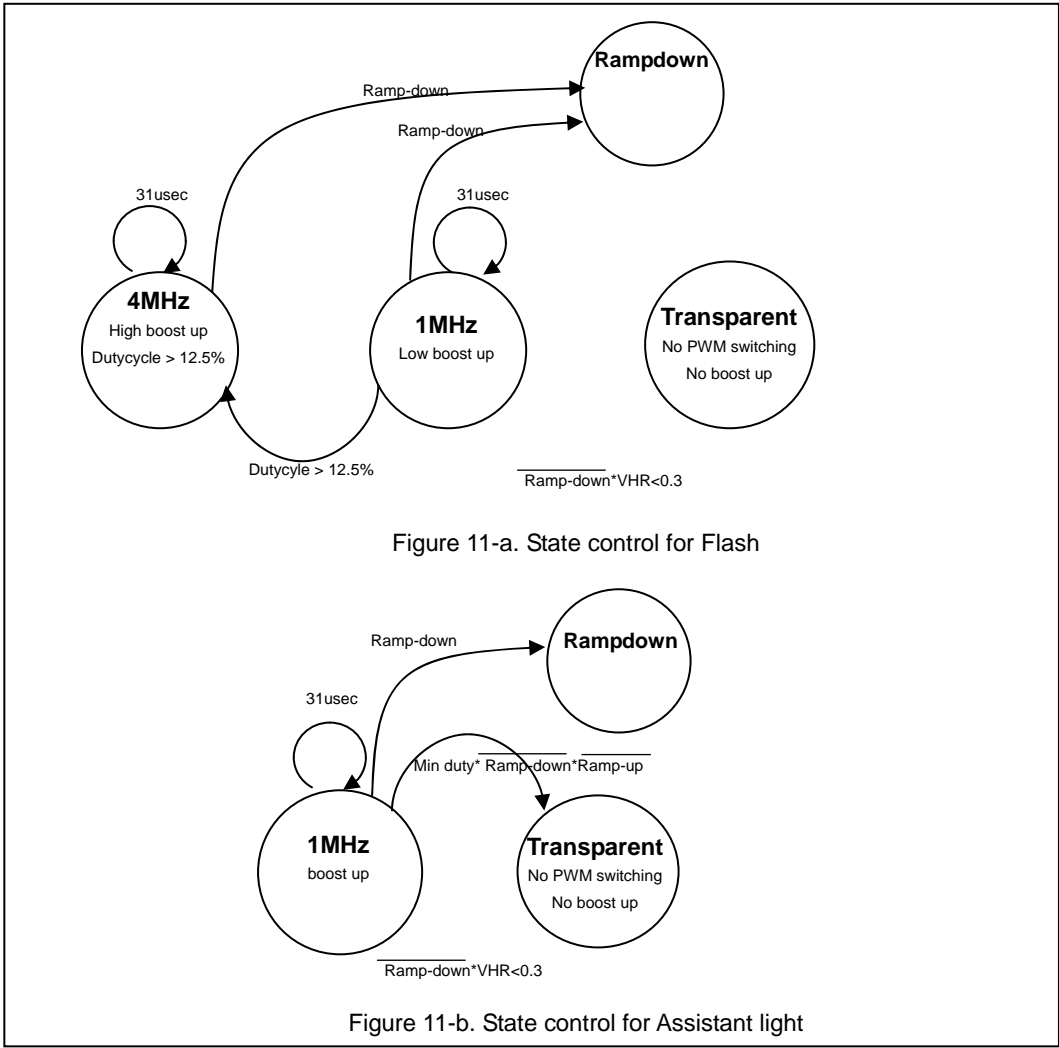 Rampdown
Ramp-down
Ramp-down
31usec
31usec
4MHz
High boost up
Dutycycle > 12.5%
1MHz
Low boost up
Transparent
No PWM switching
No boost up
Dutycyle > 12.5%
Ramp-down*VHR<0.3
Figure 11-a. State control for Flash
Ramp-down
Rampdown
31usec
Min duty* Ramp-down*Ramp-up
1MHz
boost up
Transparent
No PWM switching
No boost up
Ramp-down*VHR<0.3
Figure 11-b. State control for Assistant light